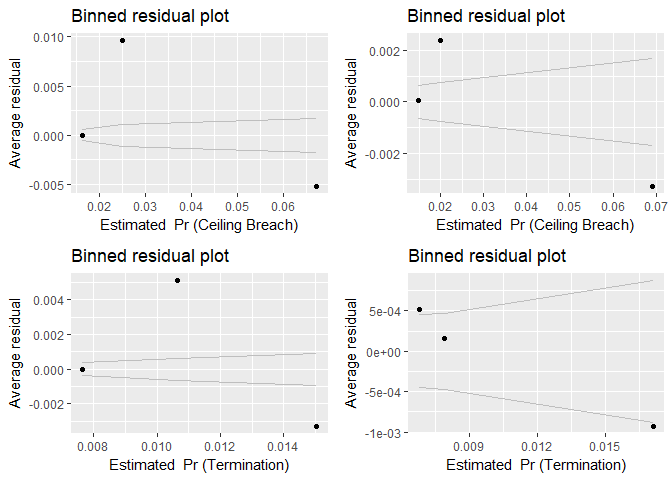 Binned residual plot
0.010
0.005
0.000
-0.005
Average residual
0.02 0.03 0.04 0.05 0.06
Estimated Pr (Ceiling Breach)
Binned residual plot
0.002
0.000
-0.002
Average residual
0.02 0.03 0.04 0.05 0.06 0.07
Estimated Pr (Ceiling Breach)
Binned residual plot
0.004
0.002
0.000
-0.002
Average residual
0.008 0.010 0.012 0.014
Estimated Pr (Termination)
Binned residual plot
5e-04
0e+00
-5e-04
-1e-03
Average residual
0.009 0.012 0.015
Estimated Pr (Termination)